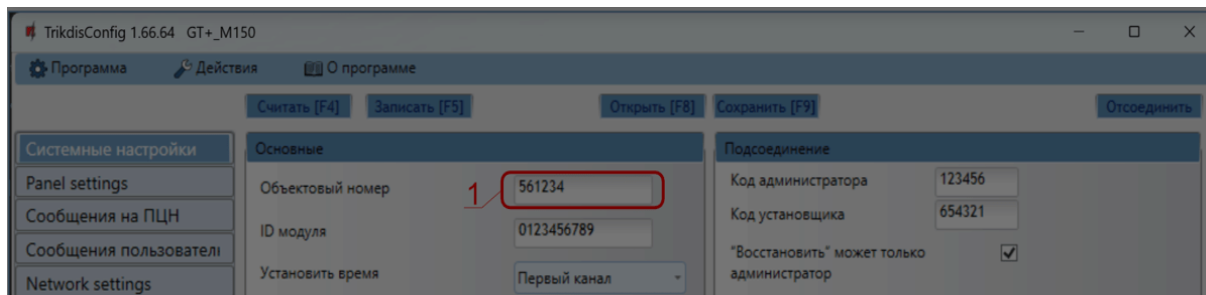 TrikdisConfig 1.66.64 GT+_M150
Программа Действия О программе
Считать [F4] Записать [F5] Открыть [F8] Сохранить [F9] Отсоединить
Системные настройки
Panel settings
Сообщения на ПЦН
Сообщения пользовател
Network settings
Основные
Объектовый номер 1 561234
ID модуля 0123456789
Установить время Первый канал
Подсоединение
Код администратора 123456
Код установщика 654321
"Восстановить" может только
администратор